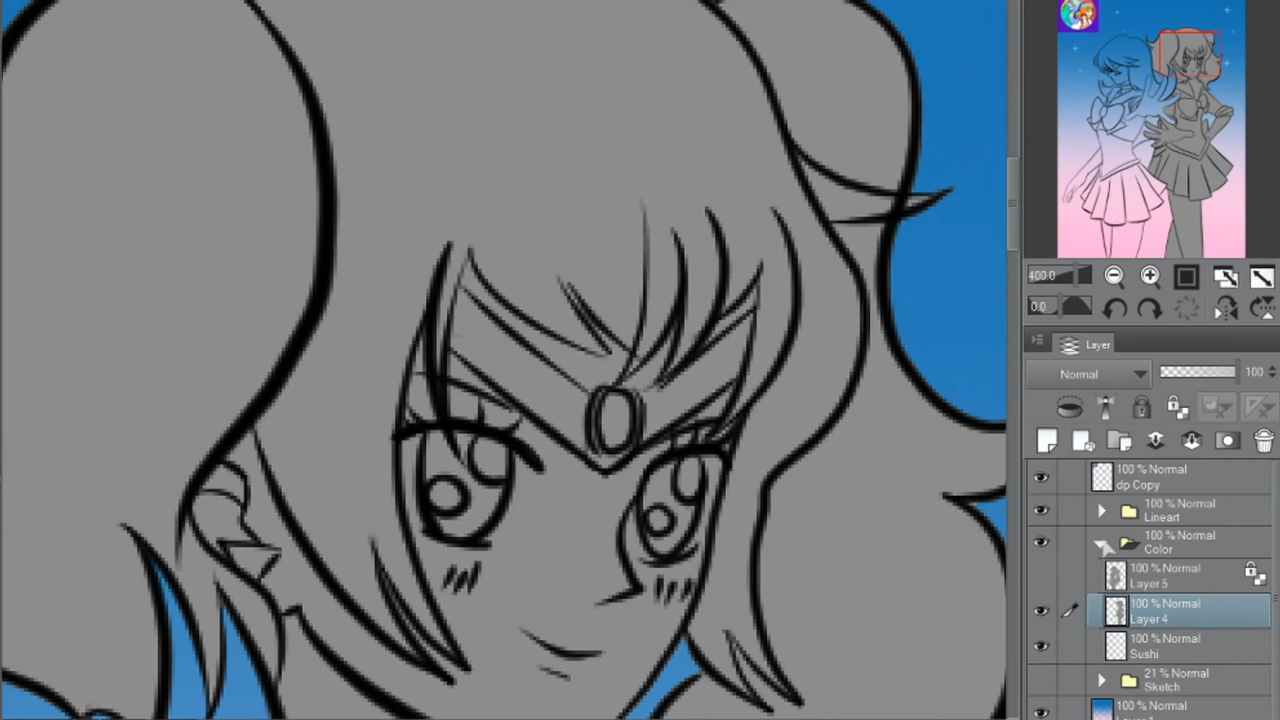 400.0
0.0
Layer
Normal
100
100 % Normal
dp Copy
100 % Normal
Lineart
100 % Normal
Color
100 % Normal
Layer 5
100 % Normal
Layer 4
100 % Normal
Sushi
21 % Normal
Sketch
100 % Normal